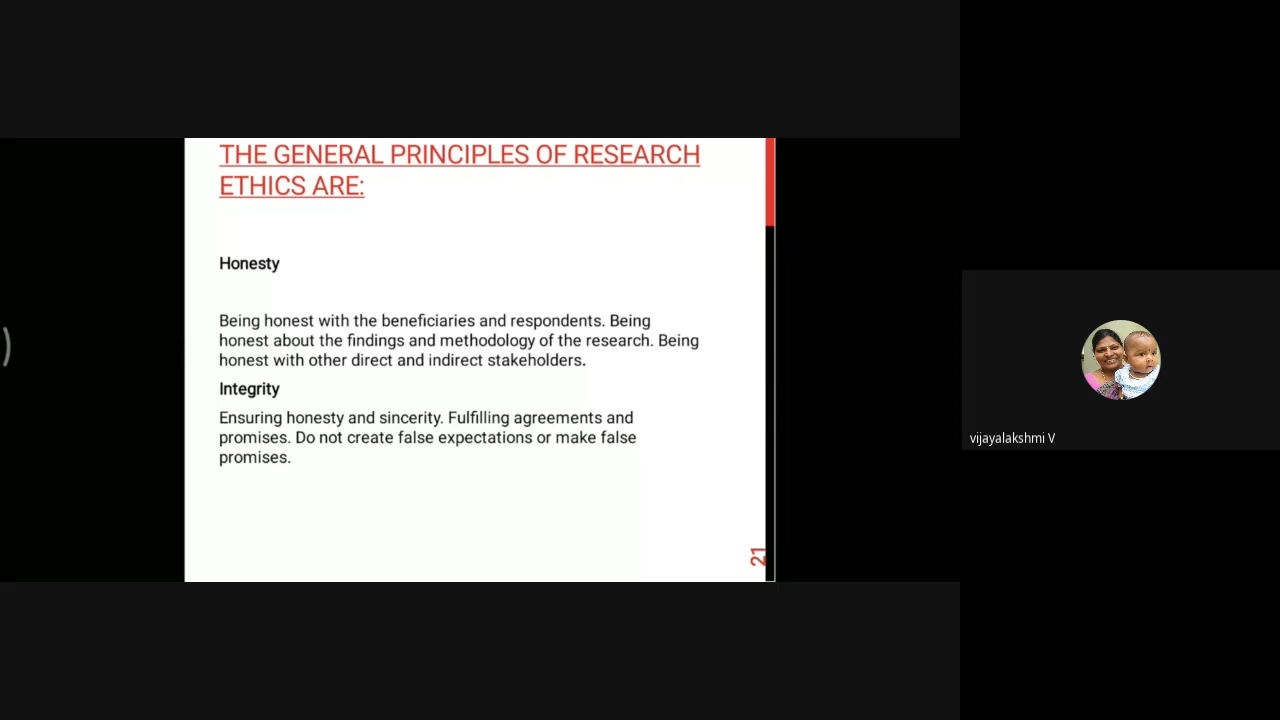 THE GENERAL PRINCIPLES OF RESEARCH
ETHICS ARE:
Honesty
Being honest with the beneficiaries and respondents. Being
honest about the findings and methodology of the research. Being
honest with other direct and indirect stakeholders.
Integrity
Ensuring honesty and sincerity. Fulfilling agreements and
promises. Do not create false expectations or make false
promises.
21
vijayalakshmi V